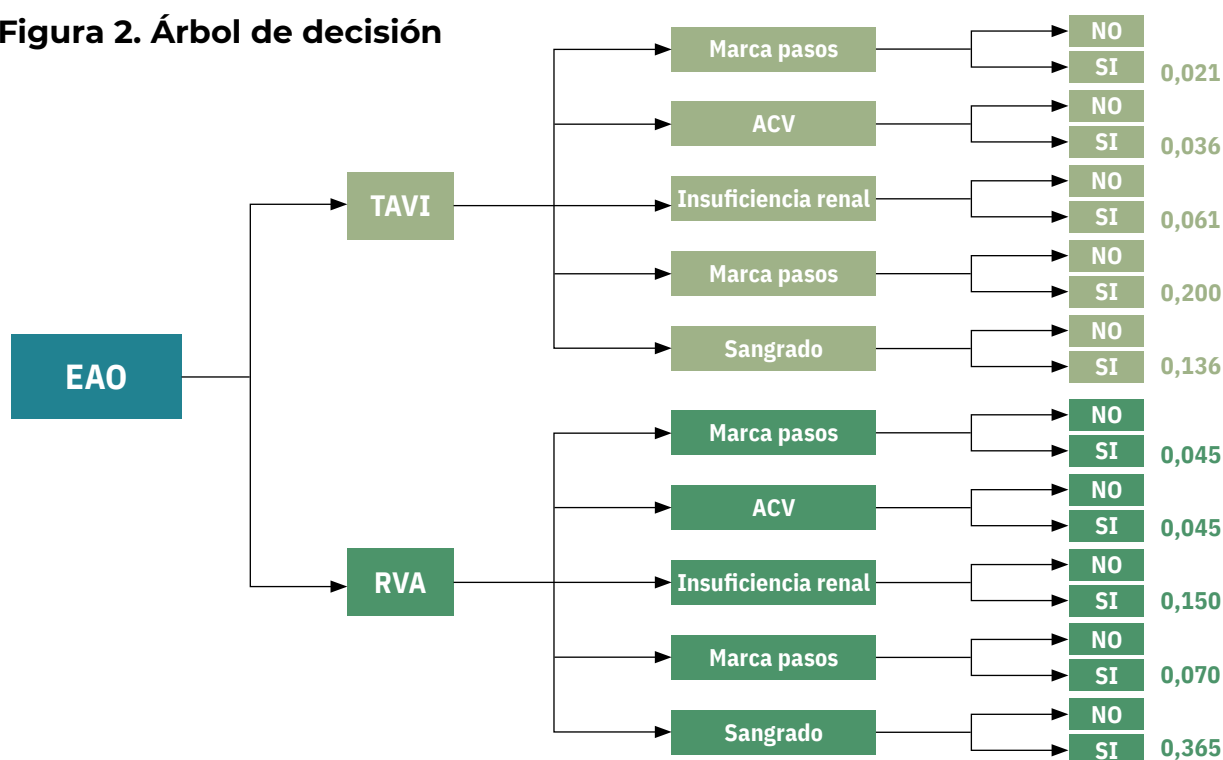 Figura 2. Árbol de decisión
EAO
TAVI
Marca pasos
NO
SI 0,021
ACV
NO
SI 0,036
Insuficiencia renal
NO
SI 0,061
Marca pasos
NO
SI 0,200
Sangrado
NO
SI 0,136
RVA
Marca pasos
NO
SI 0,045
ACV
NO
SI 0,045
Insuficiencia renal
NO
SI 0,150
Marca pasos
NO
SI 0,070
Sangrado
NO
SI 0,365